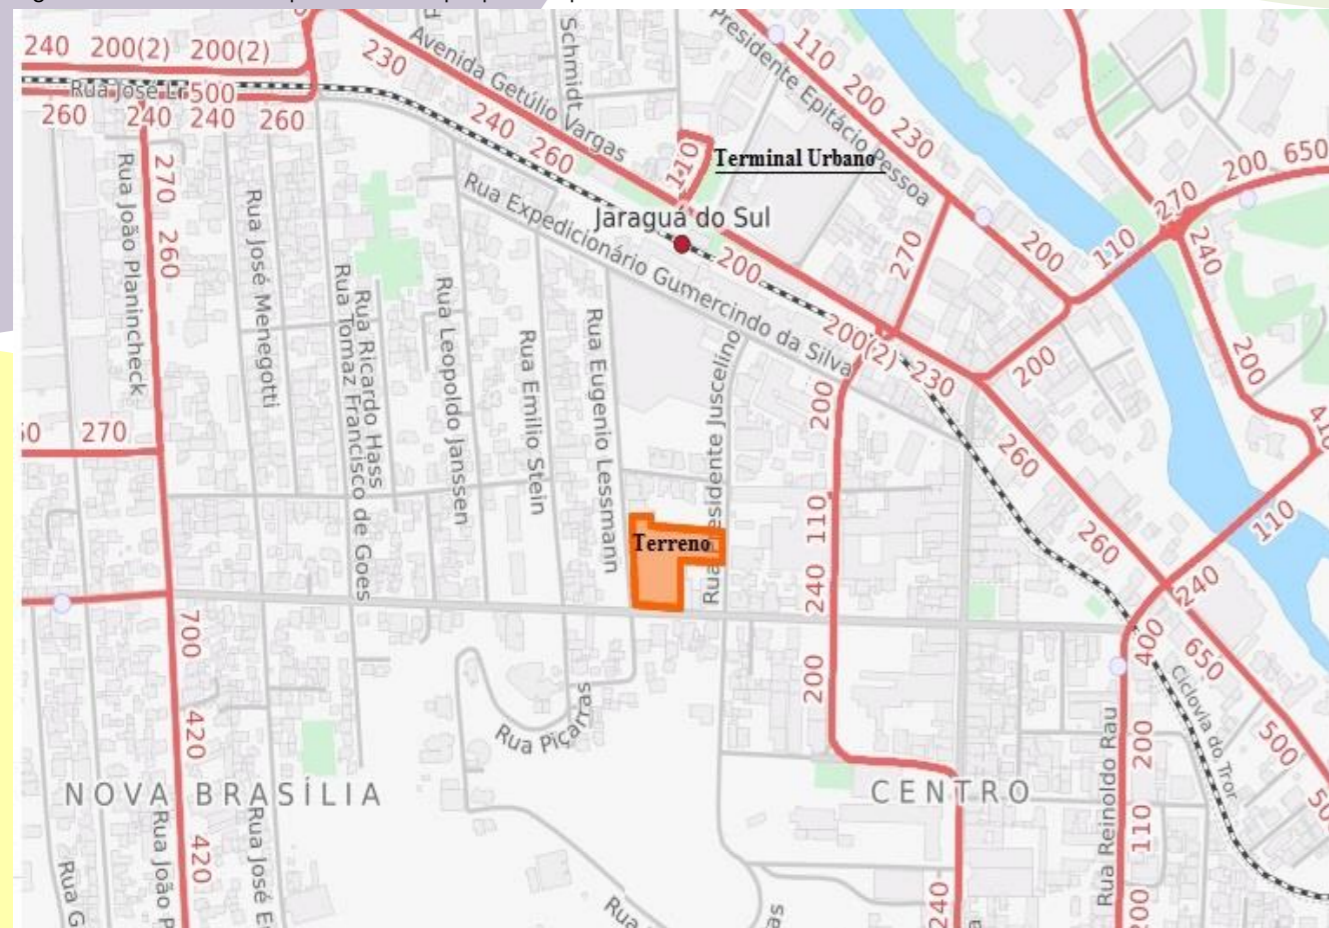 240 200(2) 200(2)
230
Avenida Getúlio Vargas
Schmidt
Presidente Epitácio Pessoa
110
200
230
500
260 240 240 260
240
260
110
Terminal Urbano
Jaraguá do Sul
200
270
200 650
270
240
110
200
200
Rua João Planincheck
270
260
Rua José Menegotti
Rua Expedicionário Gumercindo da Silva
Rua Ricardo Hass
Rua Tomaz Francisco de Goes
Rua Leopoldo Janssen
Rua Emilio Stein
Rua Eugenio Lessmann
200(2)
230
200
200
260
270
110
260
110
Terreno
240
240
400
650
700
200
420
Rua Piçarras
Ciclovia do Tror
500
Rua Reinoldo Rau
200
NOVA BRASÍLIA
CENTRO
110
420
Rua João P
Rua José E
Rua G
Rua
240
200